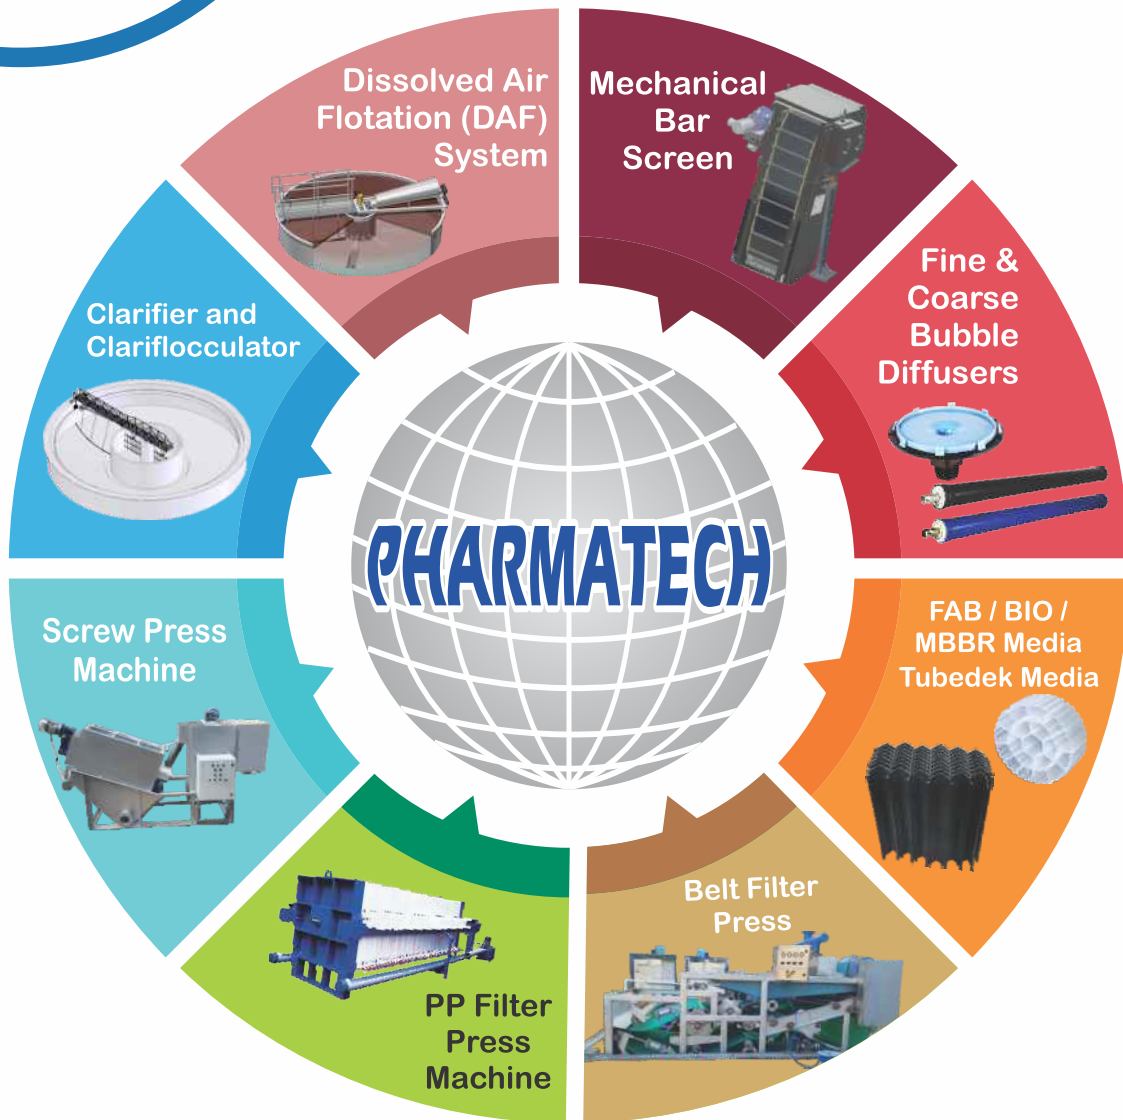 Dissolved Air
Flotation (DAF)
System
Mechanical
Bar
Screen
Fine &
Coarse
Bubble
Diffusers
Clarifier and
Clariflocculator
PHARMATECH
FAB / BIO /
MBBR Media
Tubedek Media
Screw Press
Machine
Belt Filter
Press
PP Filter
Press
Machine